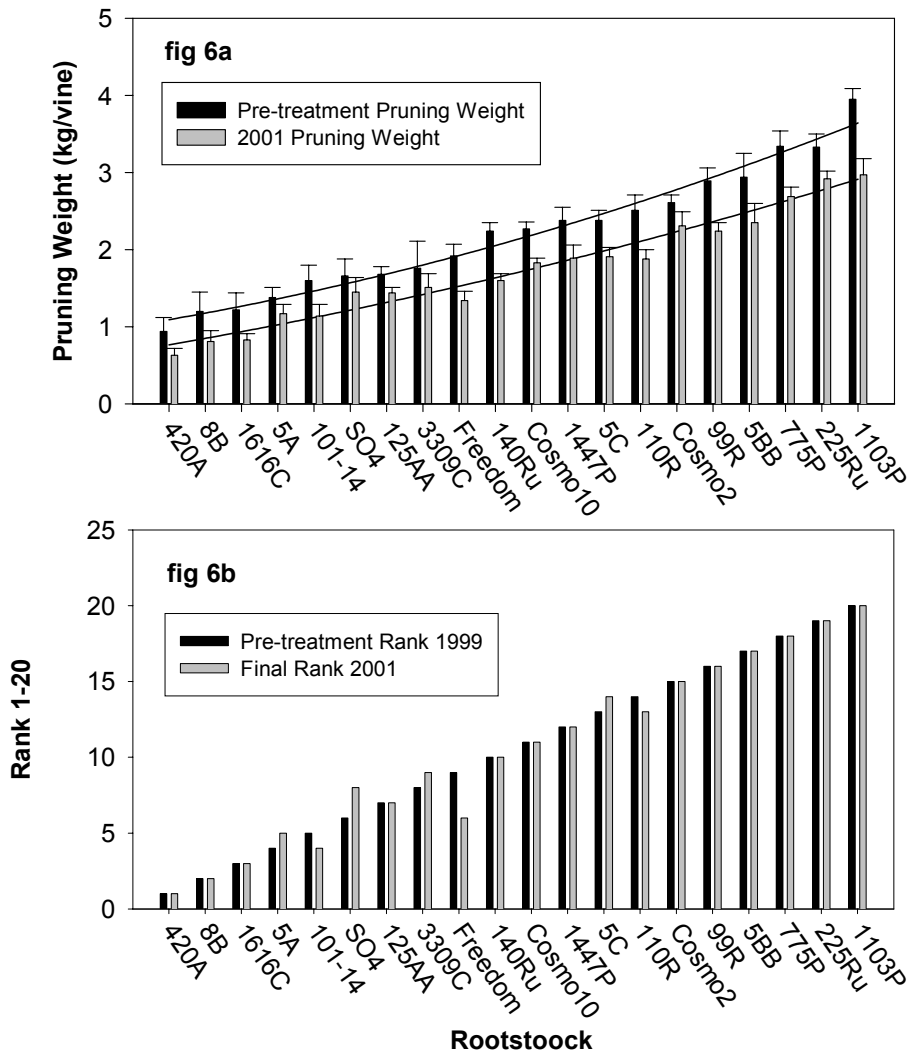 5
fig 6a
Pre-treatment Pruning Weight
2001 Pruning Weight
4
3
2
1
0
Pruning Weight (kg/vine)
420A
8B
1616C
5A
101-14
SO4
125AA
3309C
Freedom
140Ru
Cosmo10
1447P
5C
110R
Cosmo2
99R
5BB
775P
225Ru
1103P
25
fig 6b
20
Pre-treatment Rank 1999
Final Rank 2001
15
10
5
0
Rank 1-20
420A
8B
1616C
5A
101-14
SO4
125AA
3309C
Freedom
140Ru
Cosmo10
1447P
5C
110R
Cosmo2
99R
5BB
775P
225Ru
1103P
Rootstoock